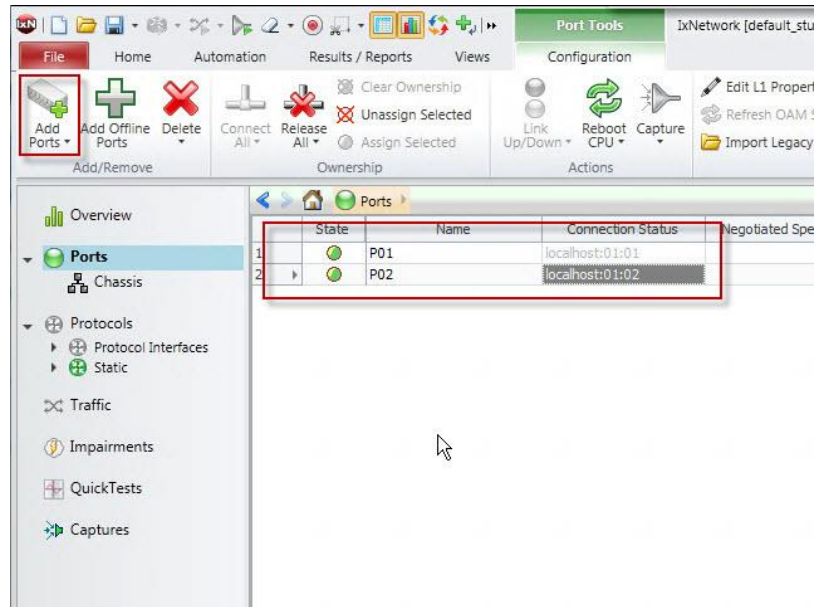 IxN
Port Tools
IxNetwork [default_stu
File
Home
Automation
Results / Reports
Views
Configuration
Add Ports
Add Offline Ports
Delete
Connect All
Release All
Clear Ownership
Unassign Selected
Assign Selected
Link Up/Down
Reboot CPU
Capture
Edit L1 Propert
Refresh OAM S
Import Legacy
Add/Remove
Ownership
Actions
Overview
Ports
Chassis
Protocols
Protocol Interfaces
Static
Traffic
Impairments
QuickTests
Captures
Ports
State Name Connection Status Negotiated Spe
1 P01 localhost:01:01
2 P02 localhost:01:02